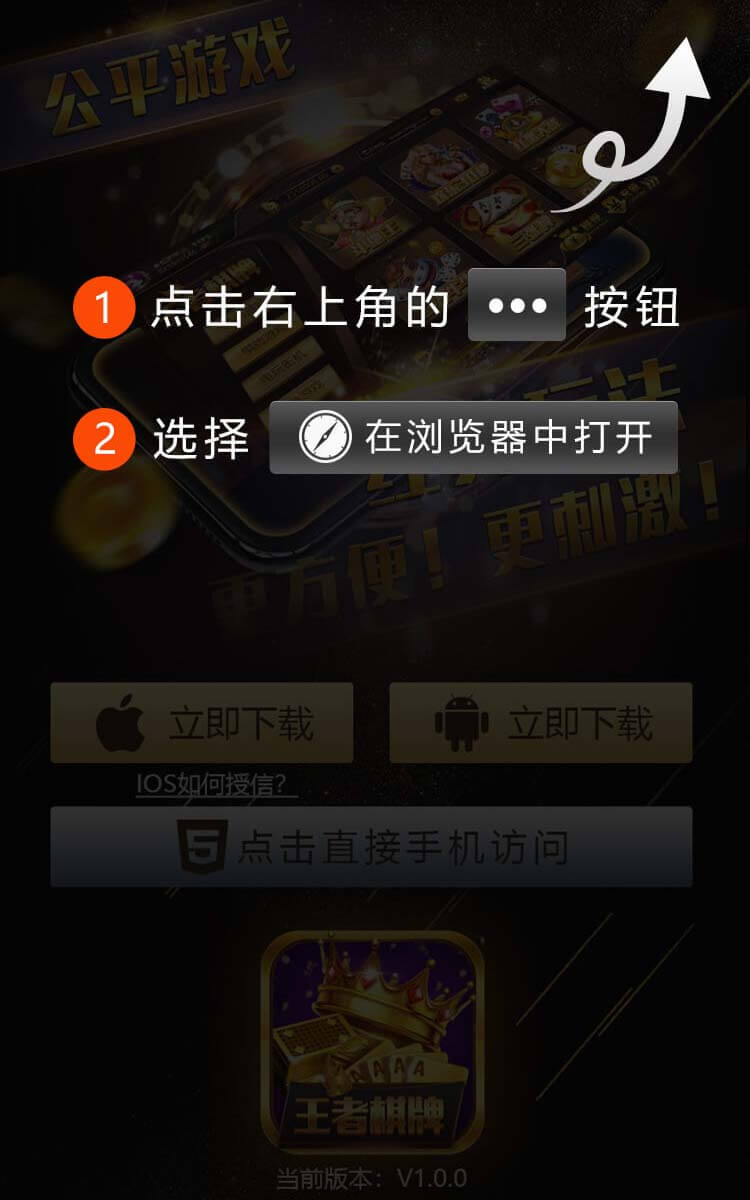 公平游戏
1 点击右上角的 ••• 按钮
2 选择 在浏览器中打开
更方便！更刺激！
立即下载
立即下载
IOS如何授信？
5 点击直接手机访问
A A A A
王者棋牌
当前版本：V1.0.0